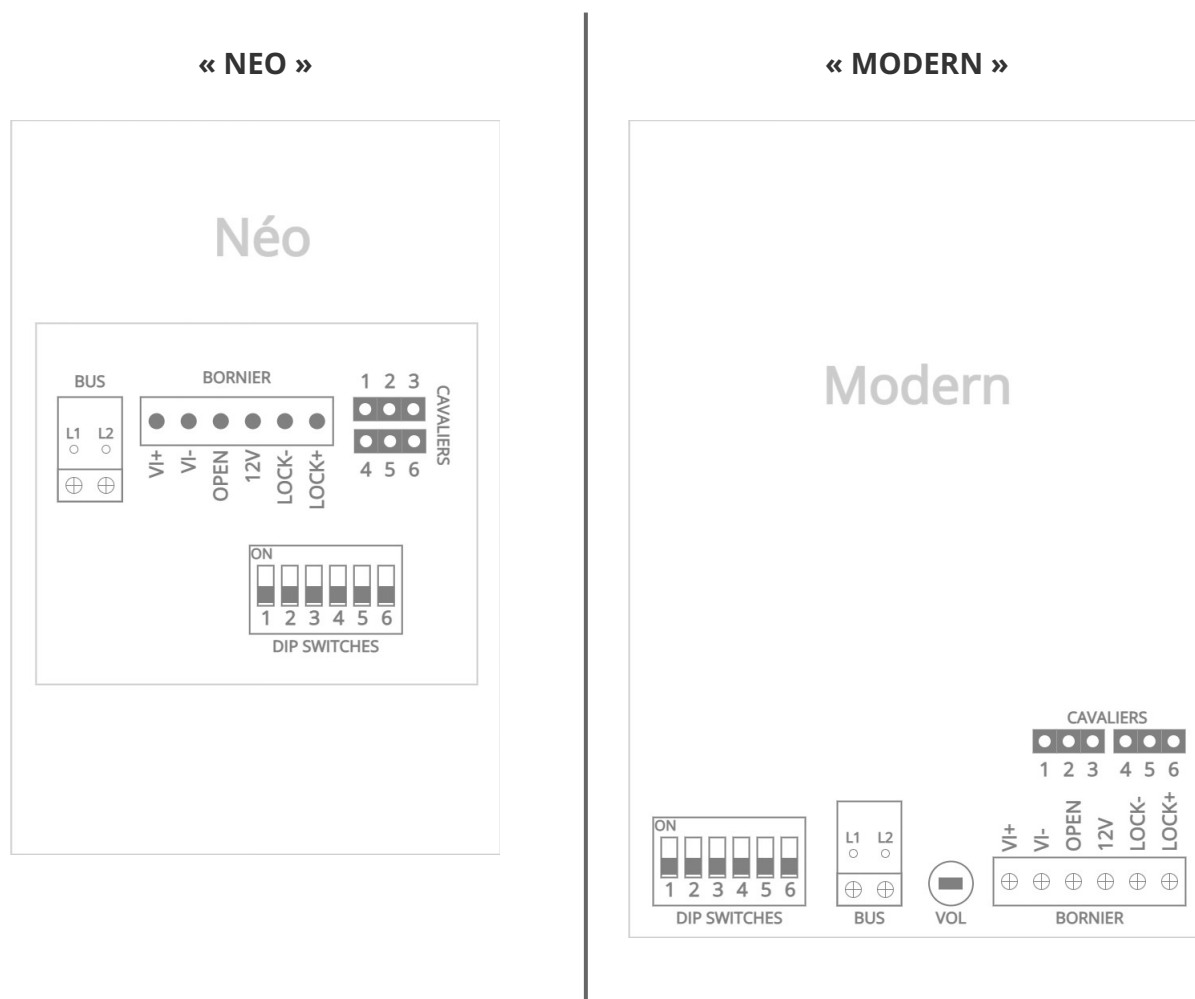 « NEO »
Néo
BUS
BORNIER
1 2 3
CAVALIERS
L1 L2
VI+
VI-
OPEN
12V
LOCK-
LOCK+
4 5 6
ON
1 2 3 4 5 6
DIP SWITCHES
« MODERN »
Modern
CAVALIERS
1 2 3 4 5 6
ON
1 2 3 4 5 6
DIP SWITCHES
L1 L2
BUS
VOL
VI+
VI-
OPEN
12V
LOCK-
LOCK+
BORNIER